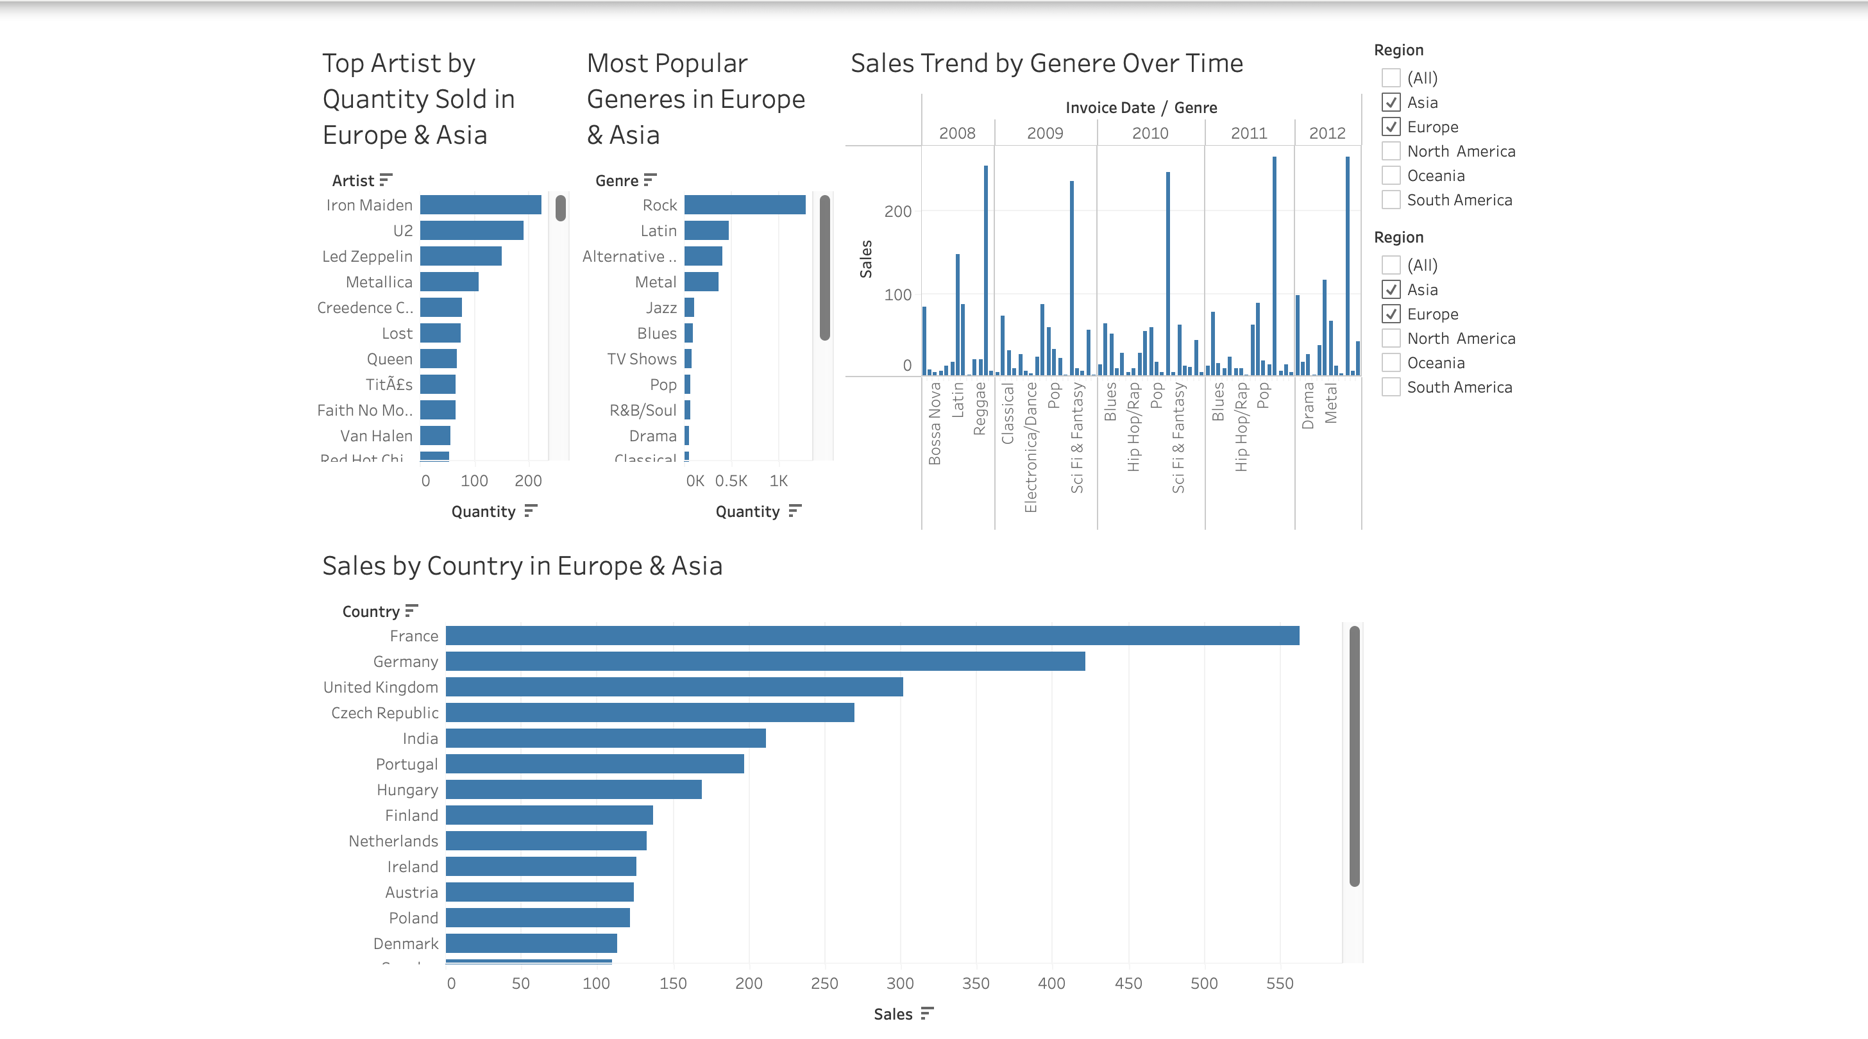 Top Artist by
Quantity Sold in
Europe & Asia
Artist
Iron Maiden
U2
Led Zeppelin
Metallica
Creedence C..
Lost
Queen
TitÃ£s
Faith No Mo..
Van Halen
Red Hot Chi..
0 100 200
Quantity
Most Popular
Generes in Europe
& Asia
Genre
Rock
Latin
Alternative ..
Metal
Jazz
Blues
TV Shows
Pop
R&B/Soul
Drama
Classical
0K 0.5K 1K
Quantity
Sales Trend by Genere Over Time
Invoice Date / Genre
2008 2009 2010 2011 2012
200
100
0
Sales
Bossa Nova
Latin
Reggae
Classical
Electronica/Dance
Pop
Sci Fi & Fantasy
Blues
Hip Hop/Rap
Pop
Sci Fi & Fantasy
Blues
Hip Hop/Rap
Pop
Drama
Metal
Region
(All)
Asia
Europe
North America
Oceania
South America
Region
(All)
Asia
Europe
North America
Oceania
South America
Sales by Country in Europe & Asia
Country
France
Germany
United Kingdom
Czech Republic
India
Portugal
Hungary
Finland
Netherlands
Ireland
Austria
Poland
Denmark
0 50 100 150 200 250 300 350 400 450 500 550
Sales